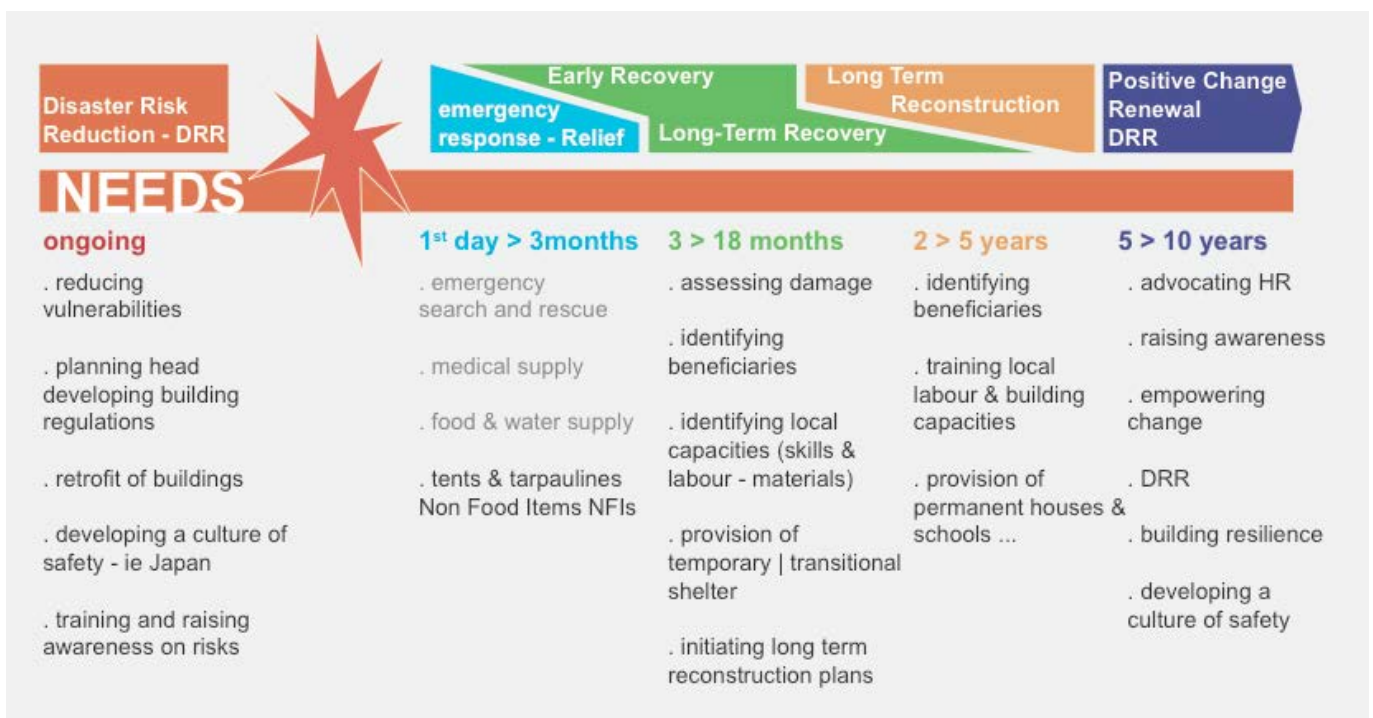 Disaster Risk
Reduction - DRR
emergency
response - Relief
Early Recovery
Long-Term Recovery
Long Term
Reconstruction
Positive Change
Renewal
DRR
NEEDS
ongoing
. reducing
vulnerabilities
. planning head
developing building
regulations
. retrofit of buildings
. developing a culture of
safety - ie Japan
. training and raising
awareness on risks
1st day > 3months
. emergency
search and rescue
. medical supply
. food & water supply
. tents & tarpaulines
Non Food Items NFIs
3 > 18 months
. assessing damage
. identifying
beneficiaries
. identifying local
capacities (skills &
labour - materials)
. provision of
temporary | transitional
shelter
. initiating long term
reconstruction plans
2 > 5 years
. identifying
beneficiaries
. training local
labour & building
capacities
. provision of
permanent houses &
schools ...
5 > 10 years
. advocating HR
. raising awareness
. empowering
change
. DRR
. building resilience
. developing a
culture of safety